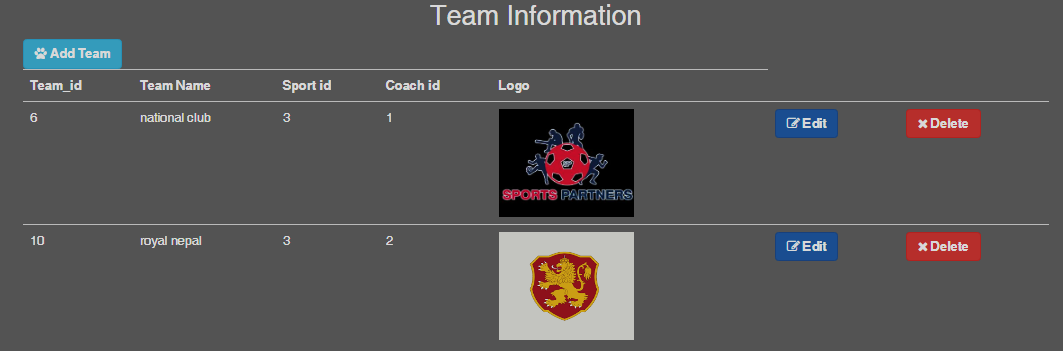 Team Information
Add Team
Team_id Team Name Sport id Coach id Logo
6 national club 3 1 Edit Delete
SPORTS PARTNERS
10 royal nepal 3 2 Edit Delete